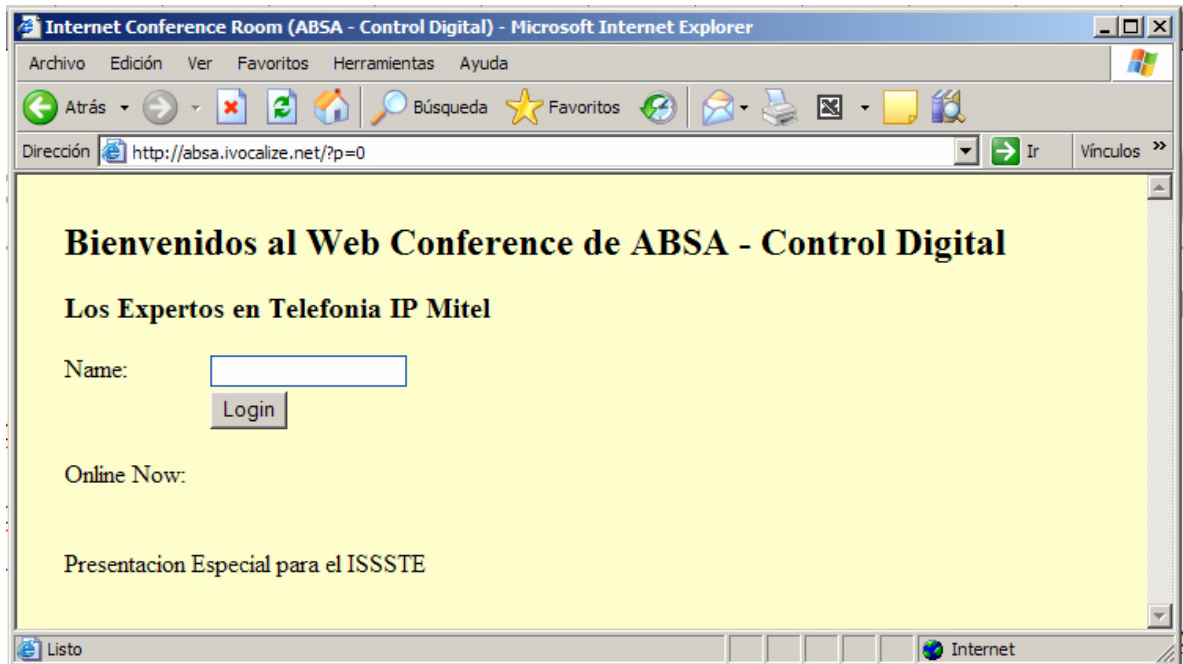 Internet Conference Room (ABSA - Control Digital) - Microsoft Internet Explorer
Archivo Edición Ver Favoritos Herramientas Ayuda
Atrás Búsqueda Favoritos
Dirección http://absa.ivocalize.net/?p=0 Ir Vínculos »
Bienvenidos al Web Conference de ABSA - Control Digital
Los Expertos en Telefonia IP Mitel
Name:
Login
Online Now:
Presentacion Especial para el ISSSTE
Listo Internet